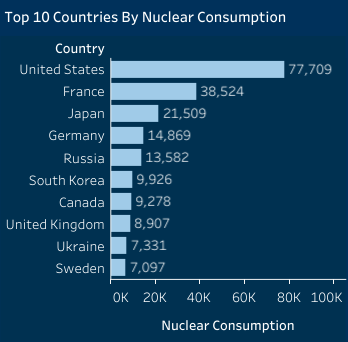 Top 10 Countries By Nuclear Consumption
Country
United States 77,709
France 38,524
Japan 21,509
Germany 14,869
Russia 13,582
South Korea 9,926
Canada 9,278
United Kingdom 8,907
Ukraine 7,331
Sweden 7,097
0K 20K 40K 60K 80K 100K
Nuclear Consumption